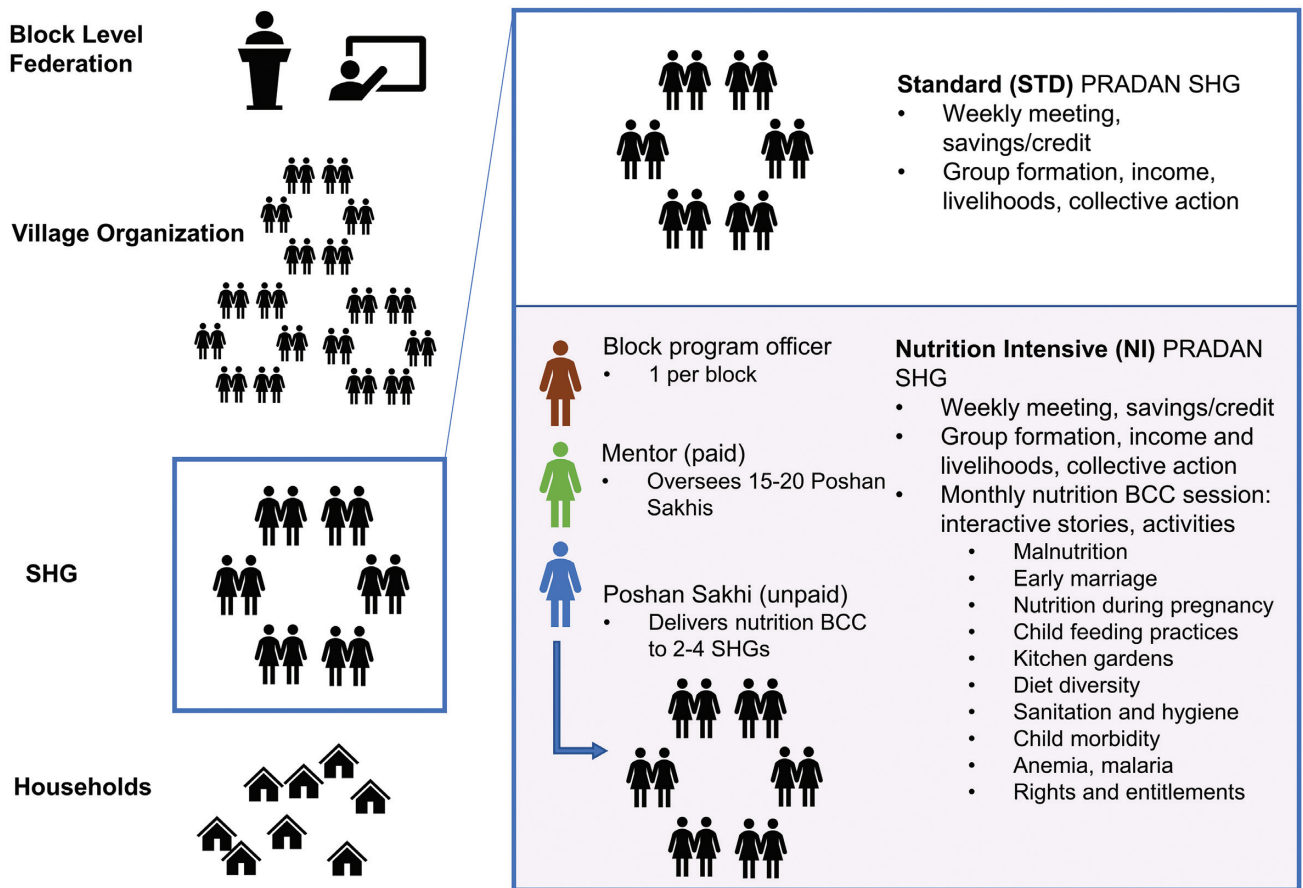 Block Level
Federation
Village Organization
SHG
Households
Standard (STD) PRADAN SHG
• Weekly meeting,
savings/credit
• Group formation, income,
livelihoods, collective action
Block program officer
• 1 per block
Mentor (paid)
• Oversees 15-20 Poshan
Sakhis
Poshan Sakhi (unpaid)
• Delivers nutrition BCC
to 2-4 SHGs
Nutrition Intensive (NI) PRADAN
SHG
• Weekly meeting, savings/credit
• Group formation, income and
livelihoods, collective action
• Monthly nutrition BCC session:
interactive stories, activities
• Malnutrition
• Early marriage
• Nutrition during pregnancy
• Child feeding practices
• Kitchen gardens
• Diet diversity
• Sanitation and hygiene
• Child morbidity
• Anemia, malaria
• Rights and entitlements